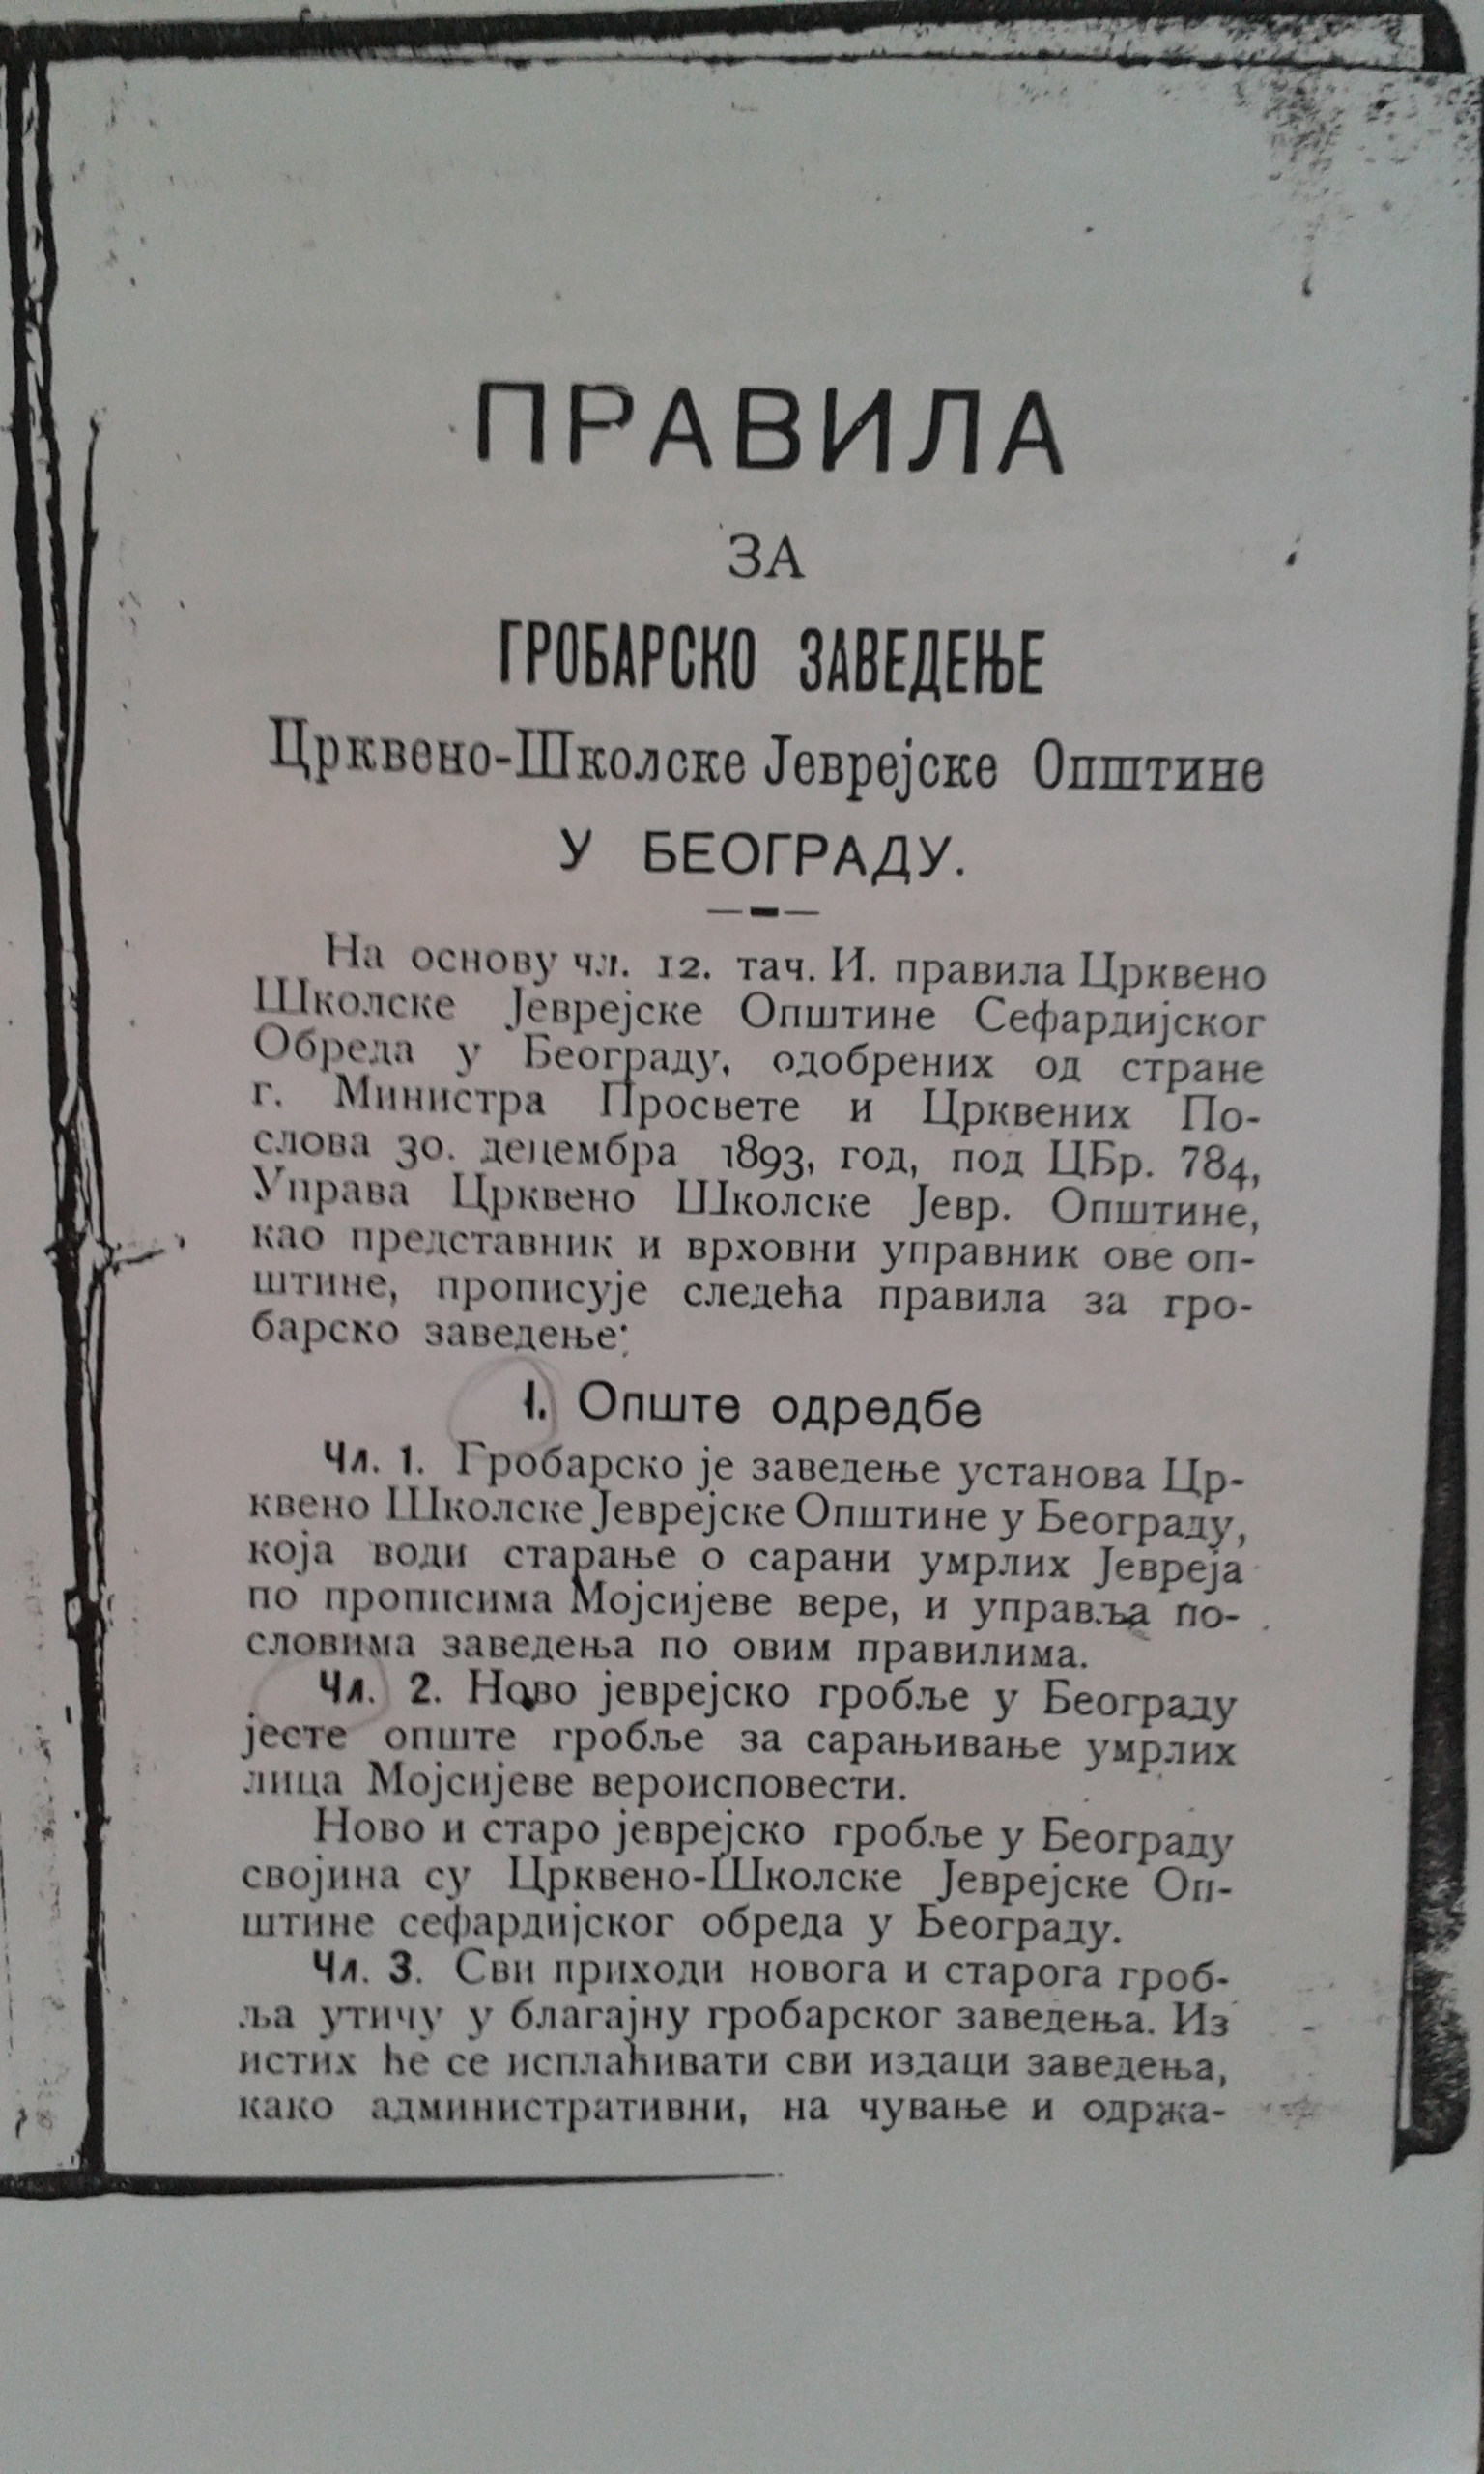 ПРАВИЛА
ЗА
ГРОБАРСКО ЗАВЕДЕЊЕ
Црквено-Школске Јеврејске Општине
У БЕОГРАДУ.
На основу чл. 12. тач. И. правила Црквено
Школске Јеврејске Општине Сефардијског
Обреда у Београду, одобрених од стране
г. Министра Просвете и Црквених По-
слова 30. децембра 1893, год, под ЦБр. 784,
Управа Црквено Школске Јевр. Општине,
као представник и врховни управник ове оп-
штине, прописује следећа правила за гро-
барско заведење:
I. Опште одредбе
Чл. 1. Гробарско је заведење установа Цр-
квено Школске Јеврејске Општине у Београду,
која води старање о сарани умрлих Јевреја
по прописима Мојсијеве вере, и управља по-
словима заведења по овим правилима.
Чл. 2. Ново јеврејско гробље у Београду
јесте опште гробље за сарањивање умрлих
лица Мојсијеве вероисповести.
Ново и старо јеврејско гробље у Београду
својина су Црквено-Школске Јеврејске Оп-
штине сефардијског обреда у Београду.
Чл. 3. Сви приходи новога и старога гроб-
ља утичу у благајну гробарског заведења. Из
истих ће се исплаћивати сви издаци заведења,
како административни, на чување и одржа-